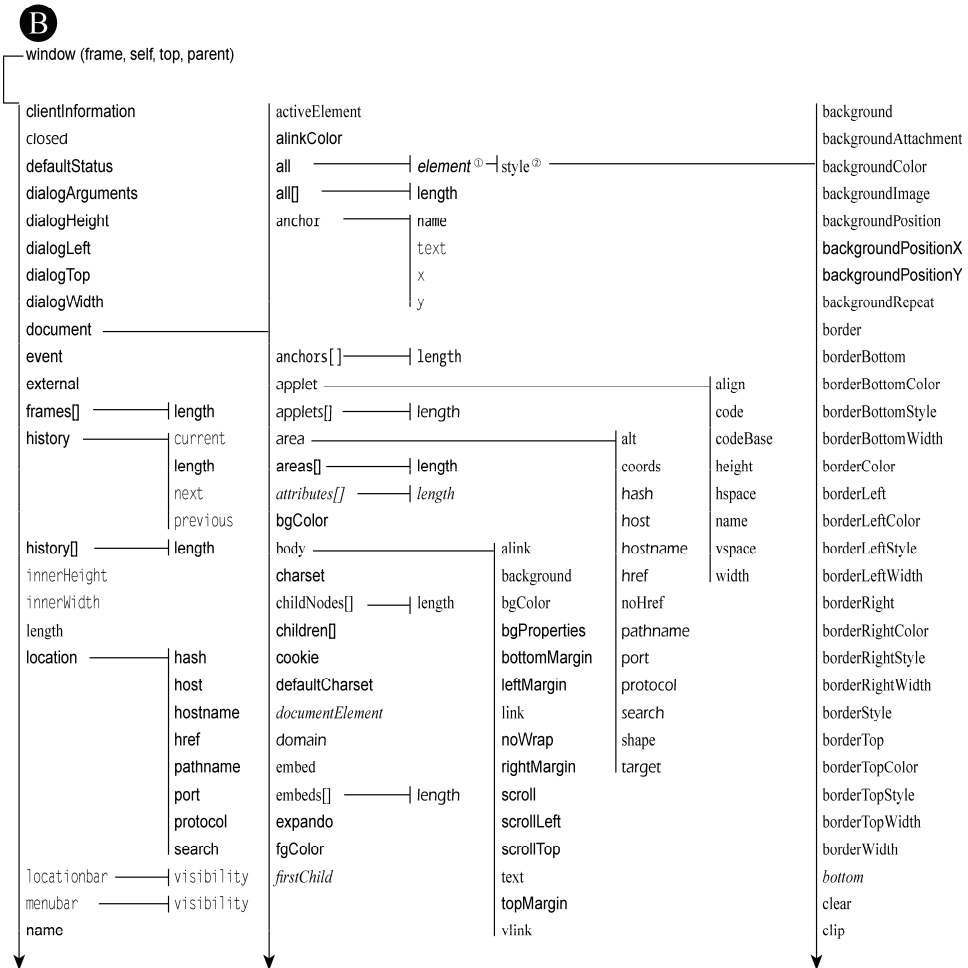 B
window (frame, self, top, parent)
clientInformation
closed
defaultStatus
dialogArguments
dialogHeight
dialogLeft
dialogTop
dialogWidth
document
event
external
frames[] length
history current
length
next
previous
history[] length
innerHeight
innerWidth
length
location hash
host
hostname
href
pathname
port
protocol
search
locationbar visibility
menubar visibility
name
activeElement
alinkColor
all element ① style ②
all[] length
anchor name
text
x
y
anchors[] length
applet
applets[] length
area
areas[] length
attributes[] length
bgColor
body
charset
childNodes[] length
children[]
cookie
defaultCharset
documentElement
domain
embed
embeds[] length
expando
fgColor
firstChild
alink
background
bgColor
bgProperties
bottomMargin
leftMargin
link
noWrap
rightMargin
scroll
scrollLeft
scrollTop
text
topMargin
vlink
alt
coords
hash
host
hostname
href
noHref
pathname
port
protocol
search
shape
target
align
code
codeBase
height
hspace
name
vspace
width
background
backgroundAttachment
backgroundColor
backgroundImage
backgroundPosition
backgroundPositionX
backgroundPositionY
backgroundRepeat
border
borderBottom
borderBottomColor
borderBottomStyle
borderBottomWidth
borderColor
borderLeft
borderLeftColor
borderLeftStyle
borderLeftWidth
borderRight
borderRightColor
borderRightStyle
borderRightWidth
borderStyle
borderTop
borderTopColor
borderTopStyle
borderTopWidth
borderWidth
bottom
clear
clip